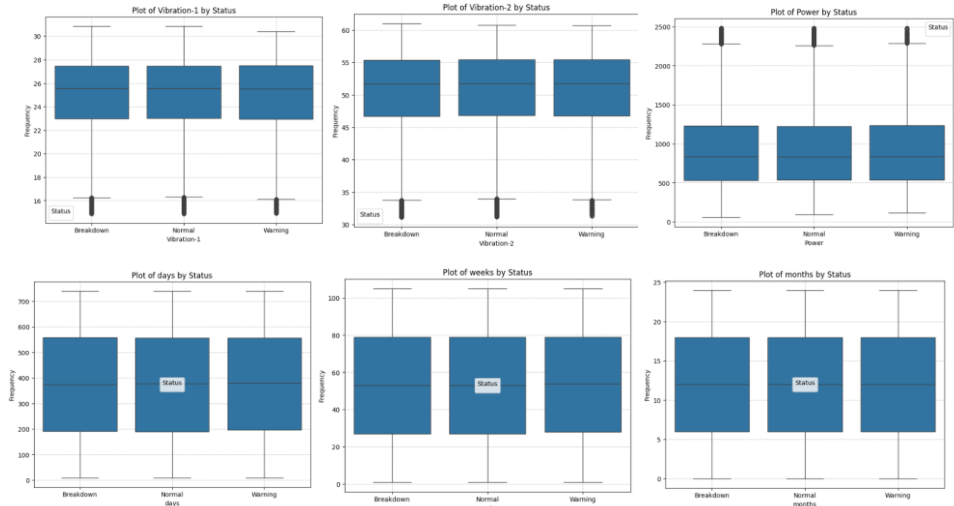 Plot of Vibration-1 by Status
Frequency
30
28
26
24
22
20
18
16
Status
Breakdown Normal Warning
Vibration-1
Plot of Vibration-2 by Status
Frequency
60
55
50
45
40
35
30
Status
Breakdown Normal Warning
Vibration-2
Plot of Power by Status
Frequency
2500
2000
1500
1000
500
0
Status
Breakdown Normal Warning
Power
Plot of days by Status
Frequency
700
600
500
400
300
200
100
0
Status
Breakdown Normal Warning
days
Plot of weeks by Status
Frequency
100
80
60
40
20
0
Status
Breakdown Normal Warning
Plot of months by Status
Frequency
25
20
15
10
5
0
Status
Breakdown Normal Warning
months